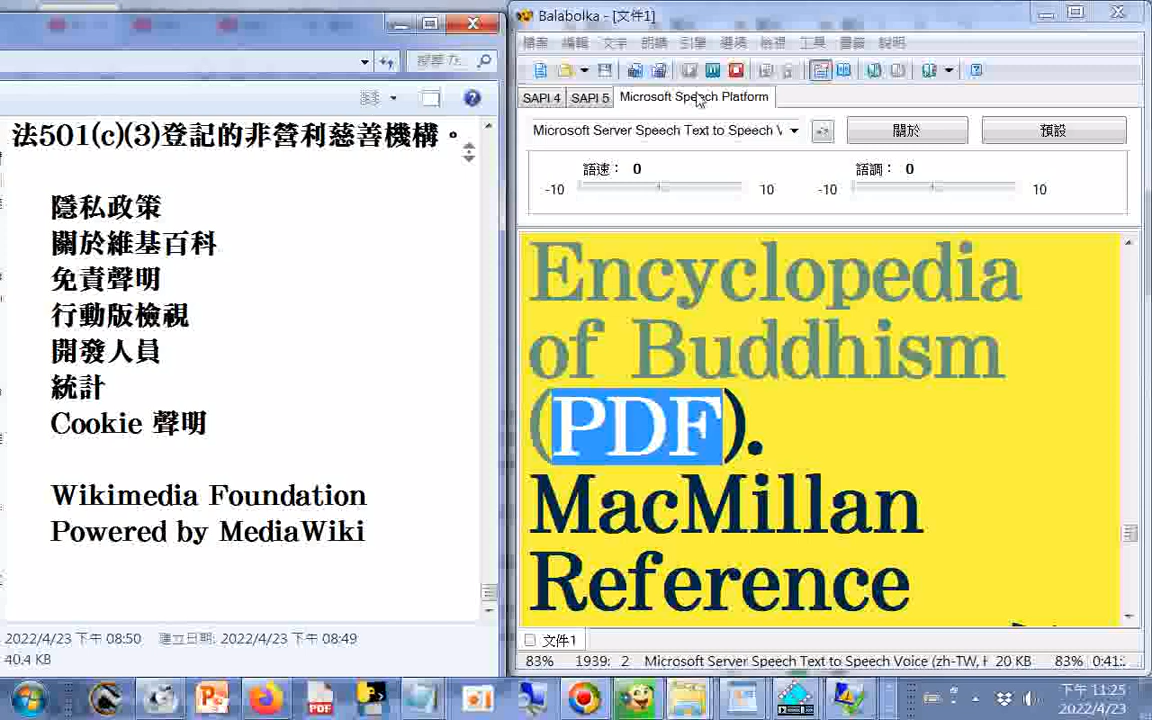 Balabolka - [文件1]
檔案 編輯 文字 朗讀 引擎 選項 檢視 工具 書籤 說明
搜尋 在
SAPI 4 SAPI 5 Microsoft Speech Platform
Microsoft Server Speech Text to Speech V
關於
預設
語速： 0
-10 10
語調： 0
-10 10
法501(c)(3)登記的非營利慈善機構。
隱私政策
關於維基百科
免責聲明
行動版檢視
開發人員
統計
Cookie 聲明
Wikimedia Foundation
Powered by MediaWiki
Encyclopedia
of Buddhism
(PDF).
MacMillan
Reference
2022/4/23 下午 08:50 建立日期: 2022/4/23 下午 08:49
40.4 KB
文件1
83% 1939: 2 Microsoft Server Speech Text to Speech Voice (zh-TW, 20 KB 83% 0:41:
PDF
下午 11:25
2022/4/23